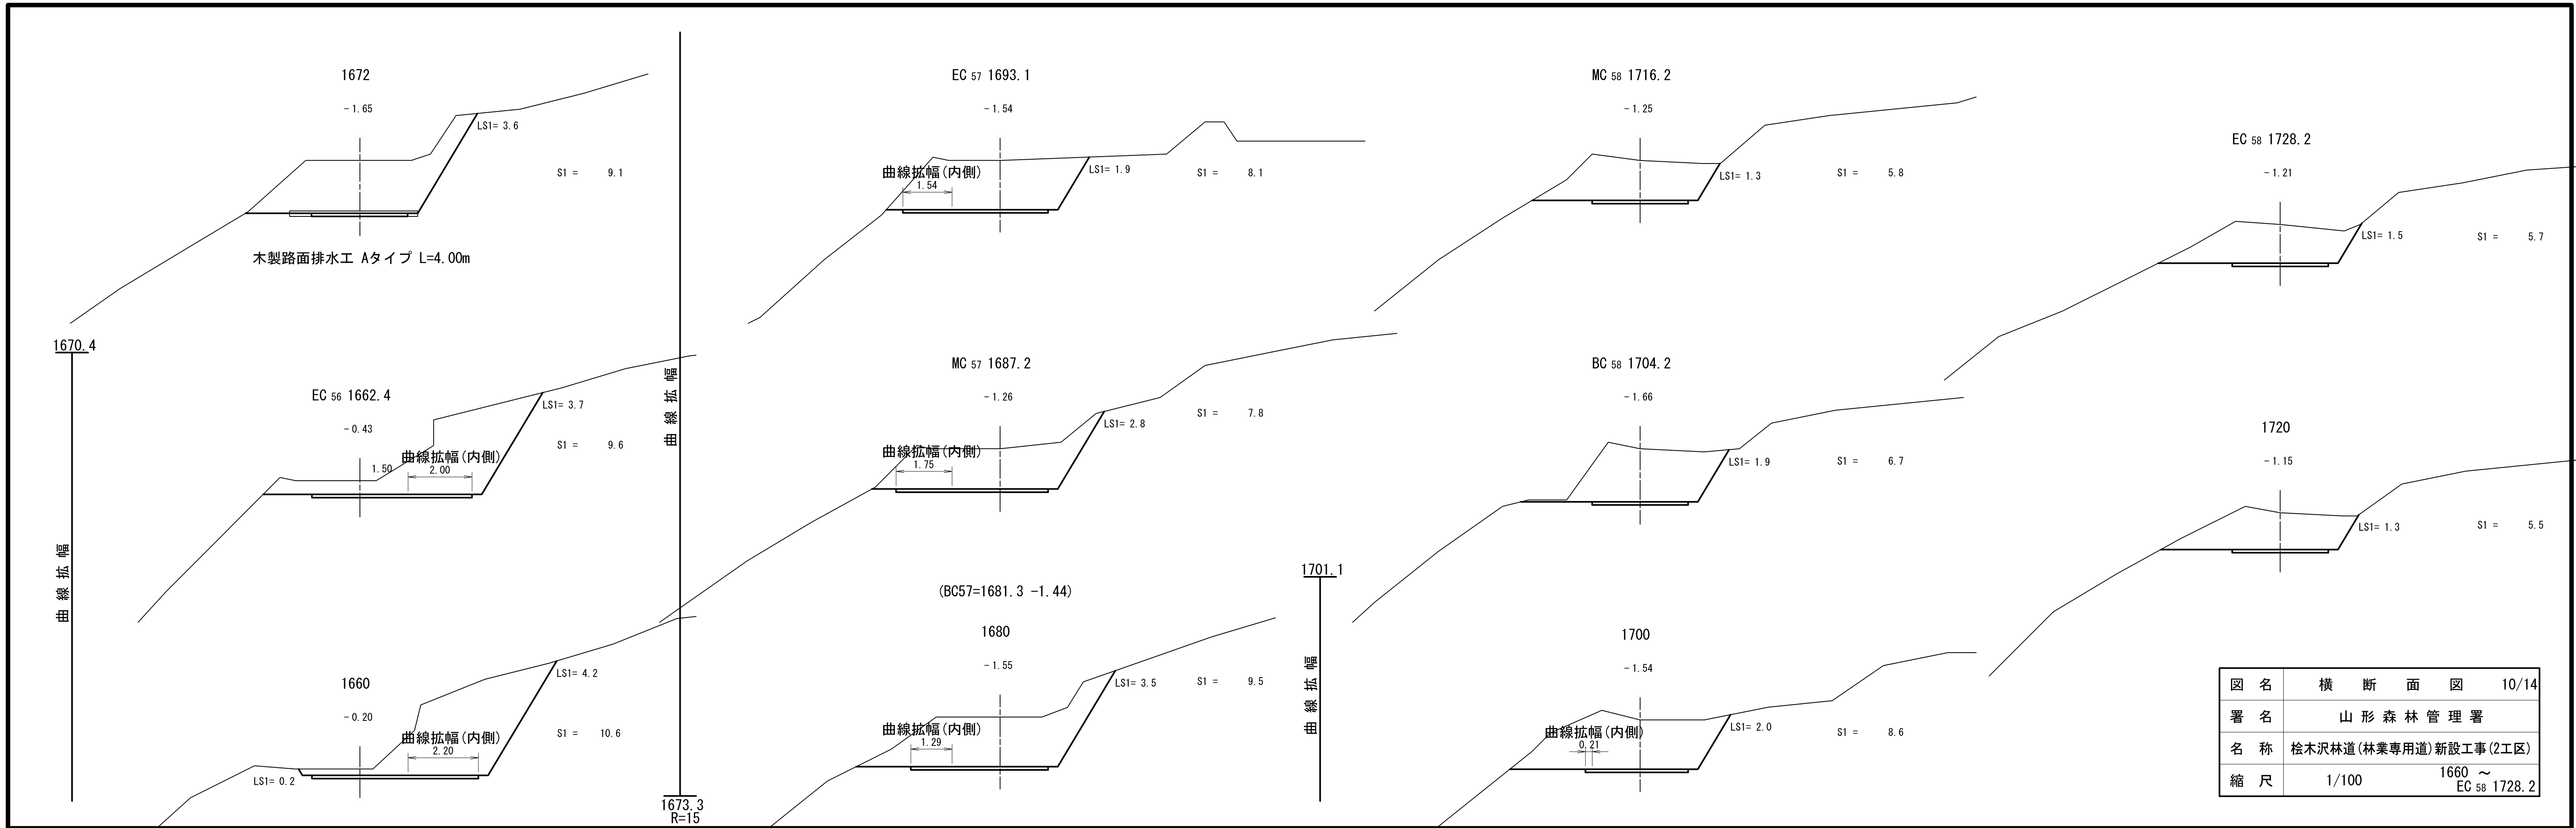 1672
-1.65
LS1= 3.6
S1 = 9.1
木製路面排水工 Aタイプ L=4.00m
1670.4
曲線拡幅
EC 56 1662.4
-0.43
LS1= 3.7
S1 = 9.6
曲線拡幅(内側)
1.50
2.00
1660
-0.20
LS1= 4.2
S1 = 10.6
曲線拡幅(内側)
2.20
LS1= 0.2
曲線拡幅
1673.3
R=15
EC 57 1693.1
-1.54
LS1= 1.9
S1 = 8.1
曲線拡幅(内側)
1.54
MC 57 1687.2
-1.26
LS1= 2.8
S1 = 7.8
曲線拡幅(内側)
1.75
(BC57=1681.3 -1.44)
1680
-1.55
LS1= 3.5
S1 = 9.5
曲線拡幅(内側)
1.29
MC 58 1716.2
-1.25
LS1= 1.3
S1 = 5.8
BC 58 1704.2
-1.66
LS1= 1.9
S1 = 6.7
1701.1
曲線拡幅
1700
-1.54
LS1= 2.0
S1 = 8.6
曲線拡幅(内側)
0.21
EC 58 1728.2
-1.21
LS1= 1.5
S1 = 5.7
1720
-1.15
LS1= 1.3
S1 = 5.5
図名 横断面図 10/14
署名 山形森林管理署
名称 桧木沢林道(林業専用道)新設工事(2工区)
縮尺 1/100 1660 ～
EC 58 1728.2